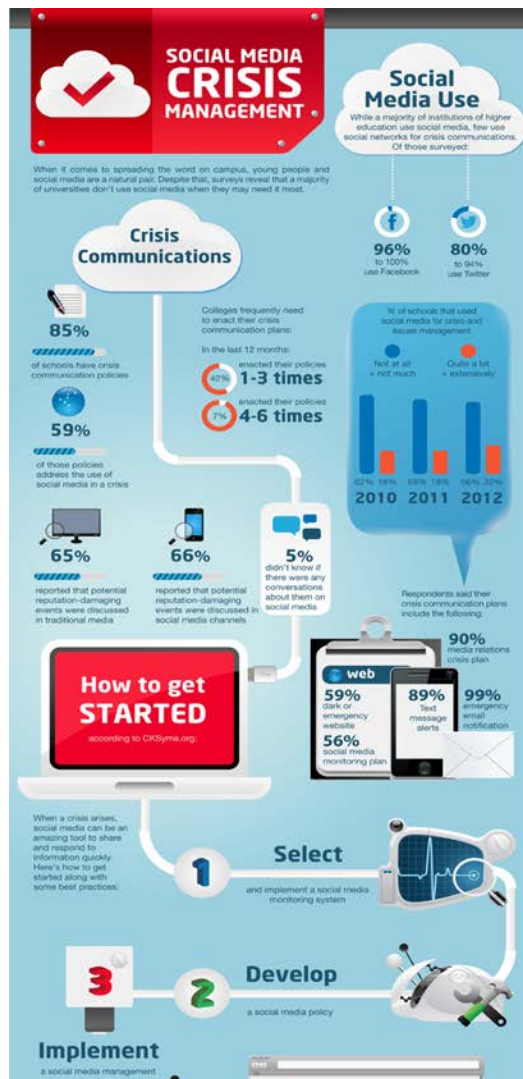 SOCIAL MEDIA
CRISIS
MANAGEMENT
When it comes to spreading the word on campus, young people and
social media are a natural pair. Despite that, surveys reveal that a majority
of universities don't use social media when they may need it most.
Social
Media Use
While a majority of institutions of higher
education use social media, few use
social networks for crisis communications.
Of those surveyed:
96%
to 100%
use Facebook
80%
to 94%
use Twitter
Crisis
Communications
85%
of schools have crisis
communication policies
59%
of those policies
address the use of
social media in a crisis
Colleges frequently need
to enact their crisis
communication plans:
In the last 12 months:
42%
enacted their policies
1-3 times
7%
enacted their policies
4-6 times
% of schools that used
social media for crisis and
issues management
Not at all
+ not much
Quite a bit
+ extensively
62% 18%
2010
68% 18%
2011
66% 22%
2012
65%
reported that potential
reputation-damaging
events were discussed
in traditional media
66%
reported that potential
reputation-damaging
events were discussed in
social media channels
5%
didn't know if
there were any
conversations
about them on
social media
Respondents said their
crisis communication plans
include the following:
90%
media relations
crisis plan
web
59%
dark or
emergency
website
56%
social media
monitoring plan
89%
Text
message
alerts
99%
emergency
email
notification
How to get
STARTED
according to CKSyme.org:
When a crisis arises,
social media can be an
amazing tool to share
and respond to
information quickly.
Here's how to get
started along with
some best practices:
1
Select
and implement a social media
monitoring system
2
Develop
a social media policy
3
Implement
a social media management